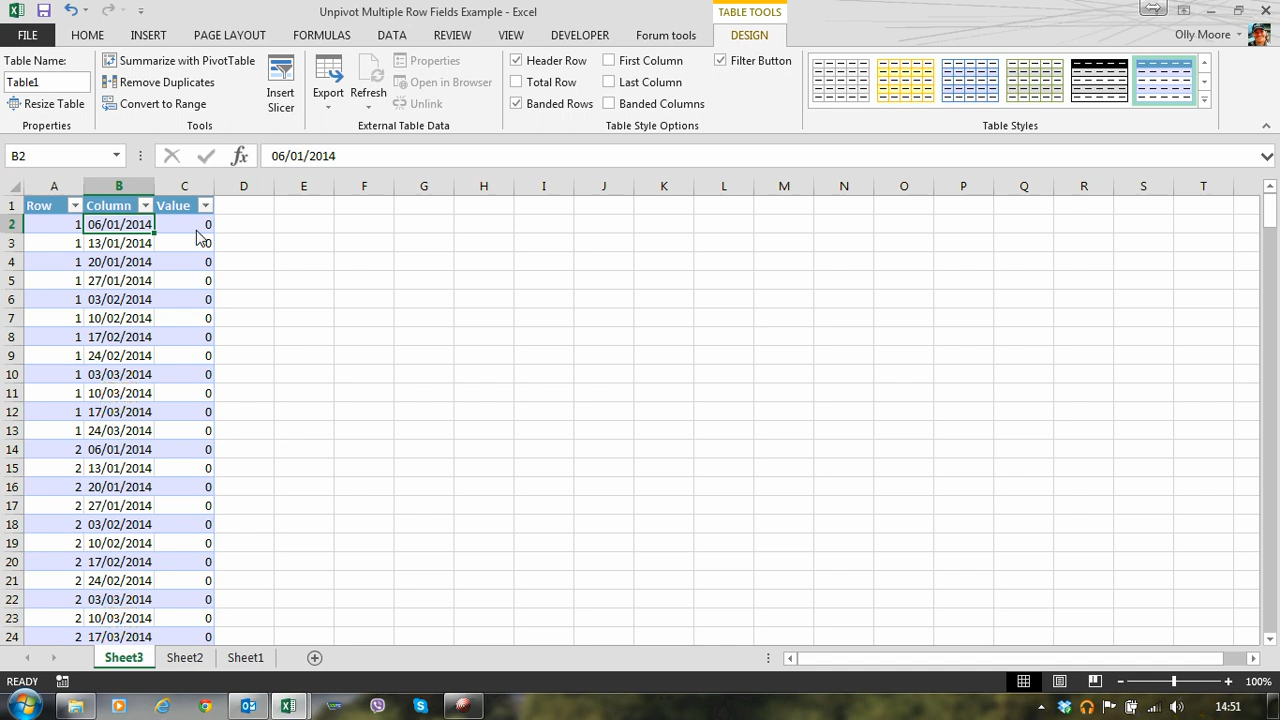 Unpivot Multiple Row Fields Example - Excel
TABLE TOOLS
FILE HOME INSERT PAGE LAYOUT FORMULAS DATA REVIEW VIEW DEVELOPER Forum tools DESIGN Olly Moore
Table Name:
Table1
Resize Table
Properties
Summarize with PivotTable
Remove Duplicates
Convert to Range
Tools
Insert
Slicer
Export
Refresh
Properties
Open in Browser
Unlink
External Table Data
Header Row
Total Row
Banded Rows
First Column
Last Column
Banded Columns
Filter Button
Table Style Options
Table Styles
B2
fx
06/01/2014
A B C D E F G H I J K L M N O P Q R S T
1 Row Column Value
2 1 06/01/2014 0
3 1 13/01/2014 0
4 1 20/01/2014 0
5 1 27/01/2014 0
6 1 03/02/2014 0
7 1 10/02/2014 0
8 1 17/02/2014 0
9 1 24/02/2014 0
10 1 03/03/2014 0
11 1 10/03/2014 0
12 1 17/03/2014 0
13 1 24/03/2014 0
14 2 06/01/2014 0
15 2 13/01/2014 0
16 2 20/01/2014 0
17 2 27/01/2014 0
18 2 03/02/2014 0
19 2 10/02/2014 0
20 2 17/02/2014 0
21 2 24/02/2014 0
22 2 03/03/2014 0
23 2 10/03/2014 0
24 2 17/03/2014 0
Sheet3 Sheet2 Sheet1
READY
100%
14:51